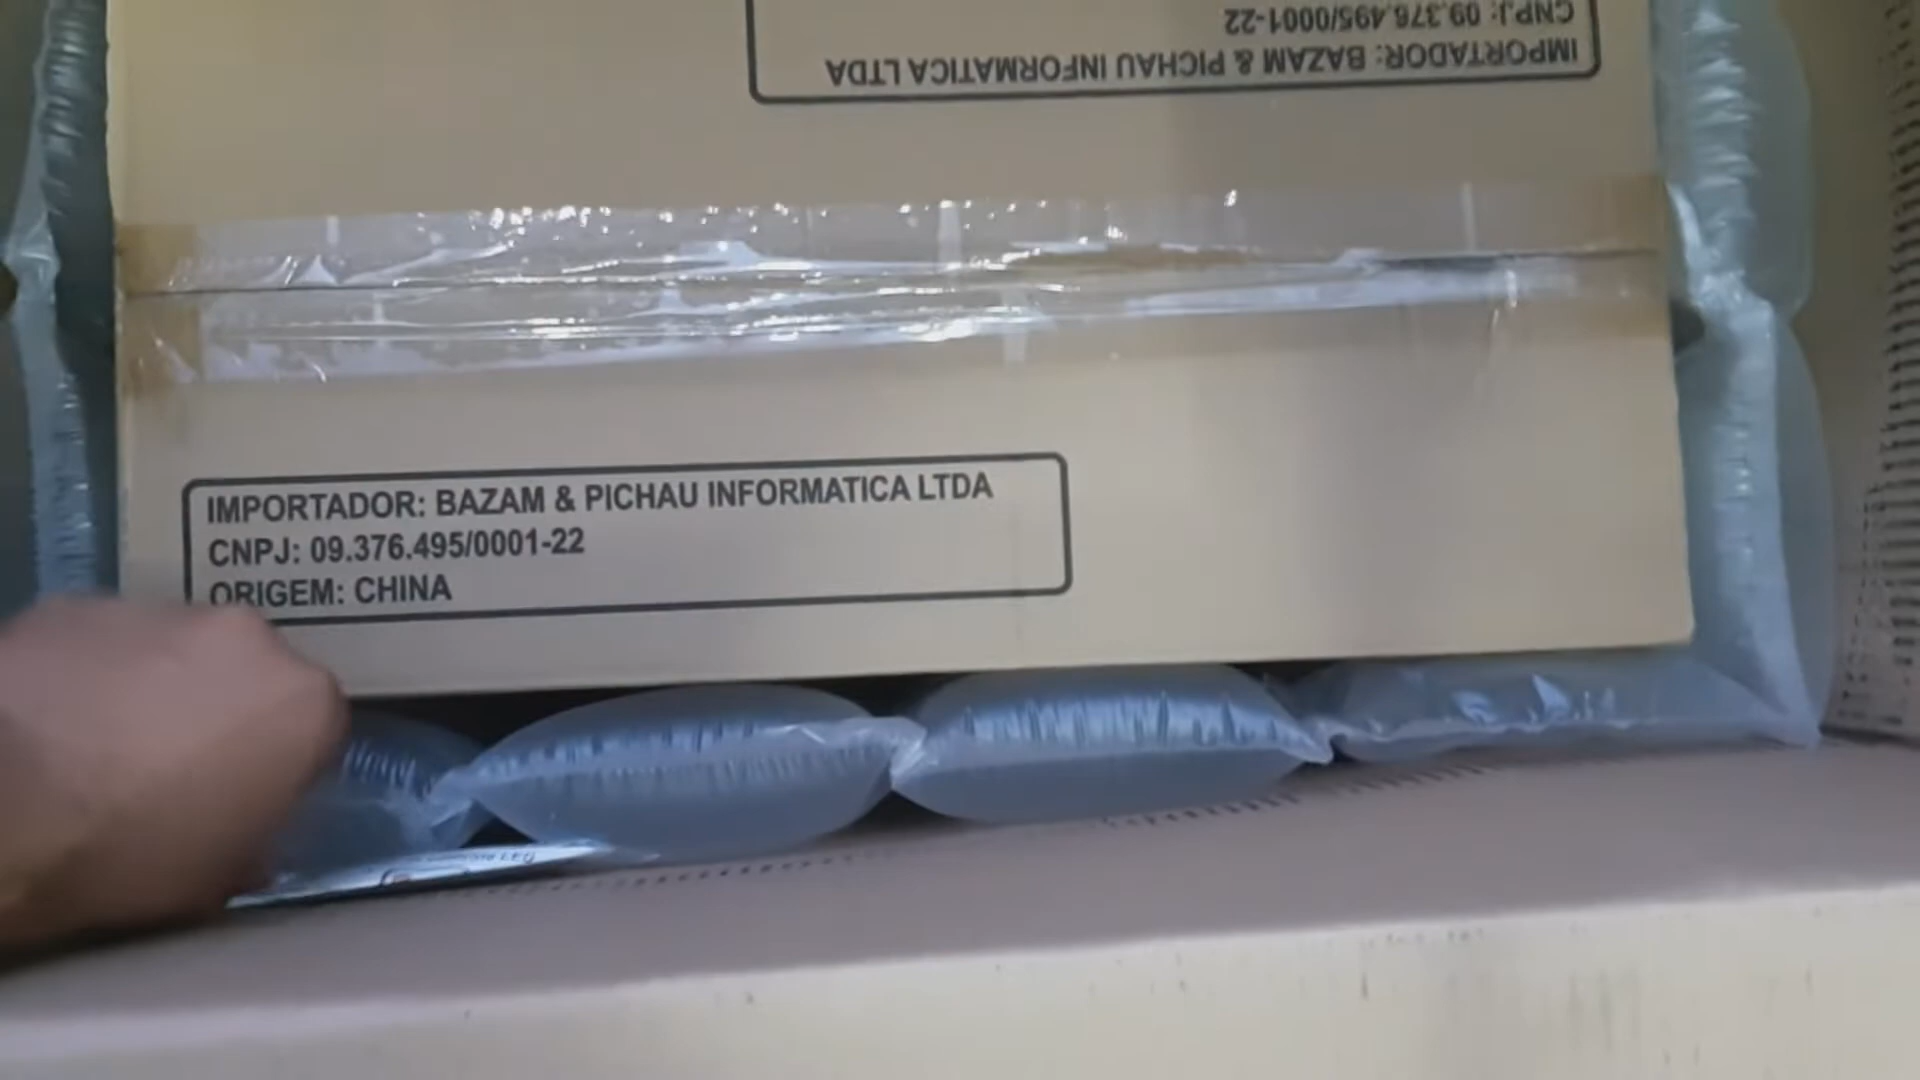 CNPJ: 09.376.495/0001-22
IMPORTADOR: BAZAM & PICHAU INFORMATICA LTDA
IMPORTADOR: BAZAM & PICHAU INFORMATICA LTDA
CNPJ: 09.376.495/0001-22
ORIGEM: CHINA